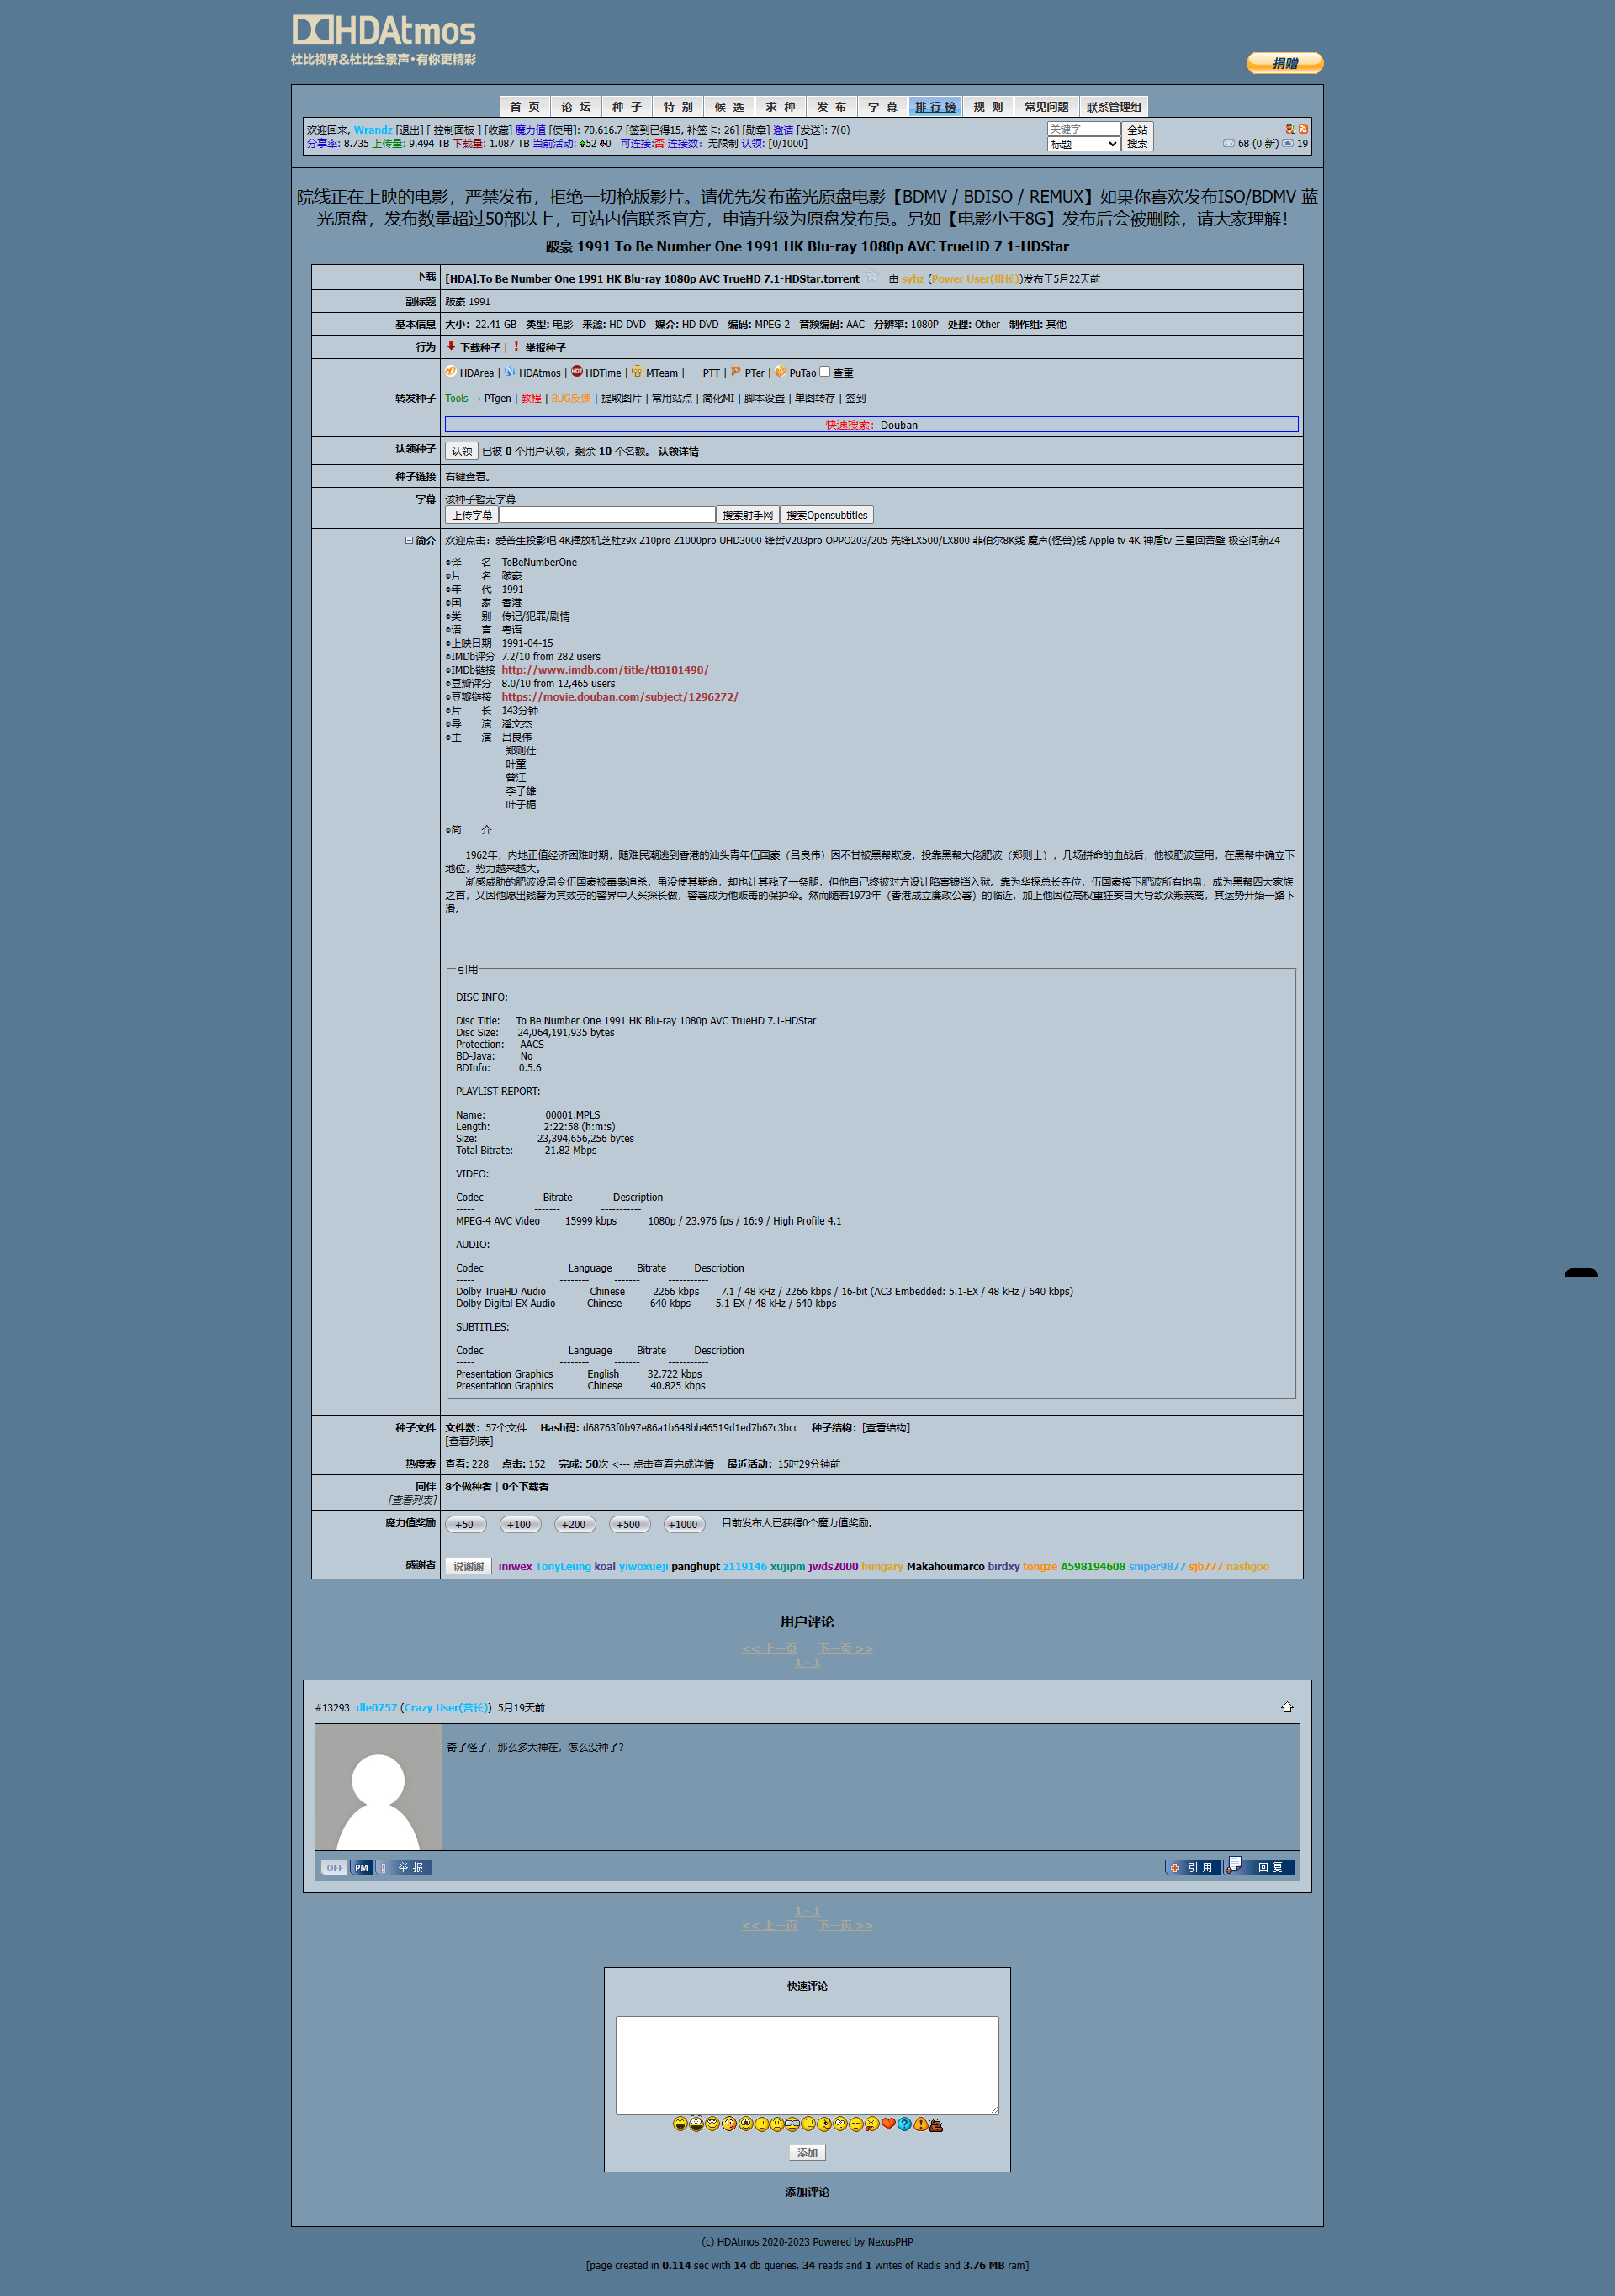 HDAtmos
杜比视界&杜比全景声·有你更精彩
捐赠
首 页 论 坛 种 子 特 别 候 选 求 种 发 布 字 幕 排 行 榜 规 则 常见问题 联系管理组
欢迎回来, Wrandz [退出] [ 控制面板 ] [收藏] 魔力值 [使用]: 70,616.7 [签到已得15, 补签卡: 26] [勋章] 邀请 [发送]: 7(0)
分享率: 8.735 上传量: 9.494 TB 下载量: 1.087 TB 当前活动: 52 0 可连接:否 连接数: 无限制 认领: [0/1000]
关键字
标题
全站
搜索
68 (0 新) 19
院线正在上映的电影，严禁发布，拒绝一切枪版影片。请优先发布蓝光原盘电影【BDMV / BDISO / REMUX】如果你喜欢发布ISO/BDMV 蓝
光原盘，发布数量超过50部以上，可站内信联系官方，申请升级为原盘发布员。另如【电影小于8G】发布后会被删除，请大家理解！
跛豪 1991 To Be Number One 1991 HK Blu-ray 1080p AVC TrueHD 7 1-HDStar
下载 [HDA].To Be Number One 1991 HK Blu-ray 1080p AVC TrueHD 7.1-HDStar.torrent 由 syhz (Power User(排长))发布于5月22天前
副标题 跛豪 1991
基本信息 大小：22.41 GB 类型: 电影 来源: HD DVD 媒介: HD DVD 编码: MPEG-2 音频编码: AAC 分辨率: 1080P 处理: Other 制作组: 其他
行为 下载种子 | 举报种子
转发种子 HDArea | HDAtmos | HDTime | MTeam | PTT | PTer | PuTao 查重
Tools → PTgen | 教程 | BUG反馈 | 提取图片 | 常用站点 | 简化MI | 脚本设置 | 单图转存 | 签到
快速搜索：Douban
认领种子 认领 已被 0 个用户认领，剩余 10 个名额。 认领详情
种子链接 右键查看。
字幕 该种子暂无字幕
上传字幕 搜索射手网 搜索Opensubtitles
简介 欢迎点击：爱普生投影吧 4K播放机芝杜z9x Z10pro Z1000pro UHD3000 锋哲V203pro OPPO203/205 先锋LX500/LX800 菲伯尔8K线 魔声(怪兽)线 Apple tv 4K 神盾tv 三星回音壁 极空间新Z4
◎译　　名　ToBeNumberOne
◎片　　名　跛豪
◎年　　代　1991
◎国　　家　香港
◎类　　别　传记/犯罪/剧情
◎语　　言　粤语
◎上映日期　1991-04-15
◎IMDb评分 7.2/10 from 282 users
◎IMDb链接 http://www.imdb.com/title/tt0101490/
◎豆瓣评分　8.0/10 from 12,465 users
◎豆瓣链接　https://movie.douban.com/subject/1296272/
◎片　　长　143分钟
◎导　　演　潘文杰
◎主　　演　吕良伟
郑则仕
叶童
曾江
李子雄
叶子楣
◎简　　介
1962年，内地正值经济困难时期，随难民潮逃到香港的汕头青年伍国豪（吕良伟）因不甘被黑帮欺凌，投靠黑帮大佬肥波（郑则士），几场拼命的血战后，他被肥波重用，在黑帮中确立下
地位，势力越来越大。
渐感威胁的肥波设局令伍国豪被毒枭追杀，虽没使其毙命，却也让其残了一条腿，但他自己终被对方设计陷害锒铛入狱。靠为华探总长夺位，伍国豪接下肥波所有地盘，成为黑帮四大家族
之首，又因他愿出钱替为其效劳的警界中人买探长做，警署成为他贩毒的保护伞。然而随着1973年（香港成立廉政公署）的临近，加上他因位高权重狂妄自大导致众叛亲离，其运势开始一路下
滑。
引用
DISC INFO:
Disc Title: To Be Number One 1991 HK Blu-ray 1080p AVC TrueHD 7.1-HDStar
Disc Size: 24,064,191,935 bytes
Protection: AACS
BD-Java: No
BDInfo: 0.5.6
PLAYLIST REPORT:
Name: 00001.MPLS
Length: 2:22:58 (h:m:s)
Size: 23,394,656,256 bytes
Total Bitrate: 21.82 Mbps
VIDEO:
Codec Bitrate Description
----- ------- -----------
MPEG-4 AVC Video 15999 kbps 1080p / 23.976 fps / 16:9 / High Profile 4.1
AUDIO:
Codec Language Bitrate Description
----- -------- ------- -----------
Dolby TrueHD Audio Chinese 2266 kbps 7.1 / 48 kHz / 2266 kbps / 16-bit (AC3 Embedded: 5.1-EX / 48 kHz / 640 kbps)
Dolby Digital EX Audio Chinese 640 kbps 5.1-EX / 48 kHz / 640 kbps
SUBTITLES:
Codec Language Bitrate Description
----- -------- ------- -----------
Presentation Graphics English 32.722 kbps
Presentation Graphics Chinese 40.825 kbps
种子文件 文件数：57个文件 Hash码: d68763f0b97e86a1b648bb46519d1ed7b67c3bcc 种子结构：[查看结构]
[查看列表]
热度表 查看: 228 点击: 152 完成: 50次 <--- 点击查看完成详情 最近活动：15时29分钟前
同伴 8个做种者 | 0个下载者
[查看列表]
魔力值奖励 +50 +100 +200 +500 +1000 目前发布人已获得0个魔力值奖励。
感谢者 说谢谢 iniwex TonyLeung koal yiwoxueji panghupt z119146 xujipm jwds2000 hungary Makahoumarco birdxy tongze A598194608 sniper9877 sjb777 nashgoo
用户评论
<< 上一页 下一页 >>
1 - 1
#13293 dle0757 (Crazy User(营长)) 5月19天前
奇了怪了，那么多大神在，怎么没种了？
OFF PM 举 报 引 用 回 复
1 - 1
<< 上一页 下一页 >>
快速评论
添加
添加评论
(c) HDAtmos 2020-2023 Powered by NexusPHP
[page created in 0.114 sec with 14 db queries, 34 reads and 1 writes of Redis and 3.76 MB ram]